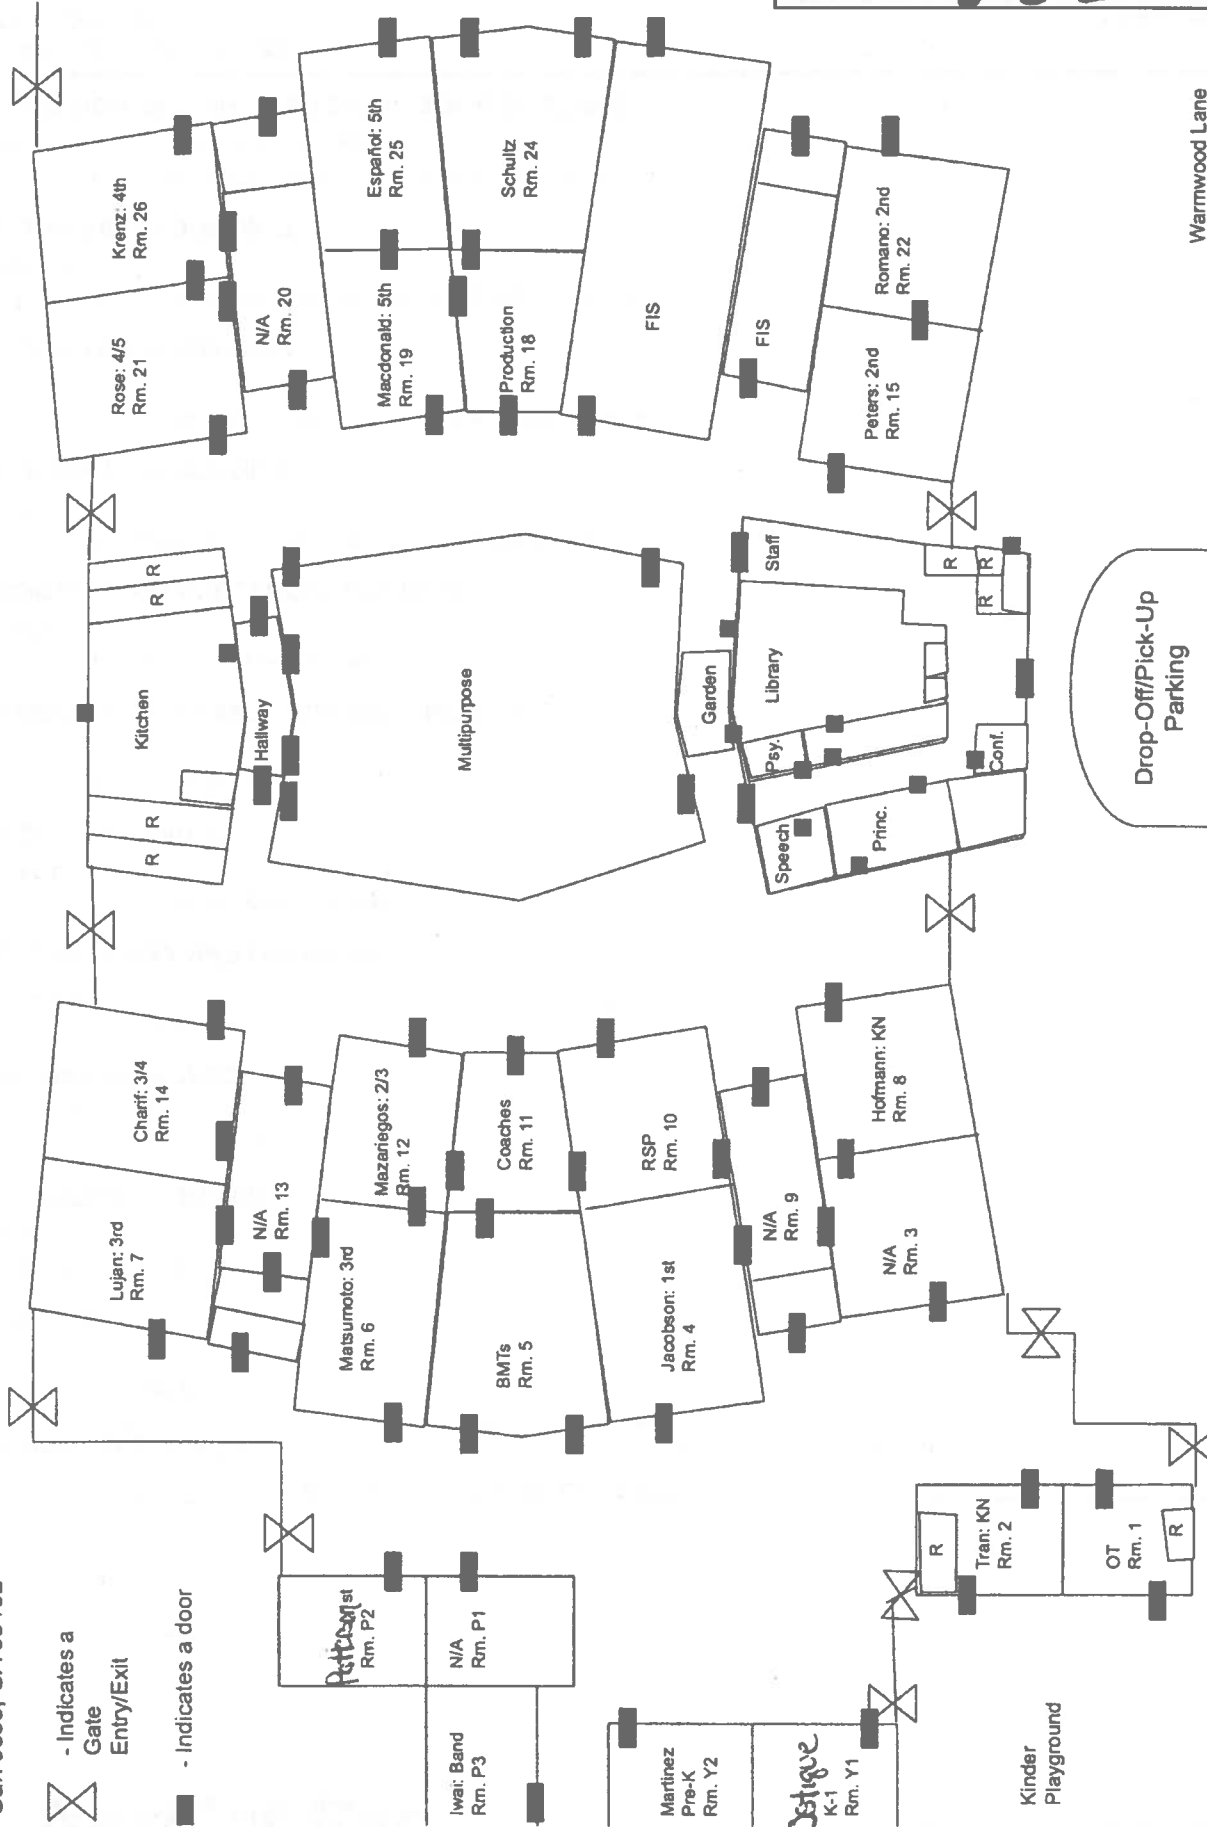 - Indicates a
Gate
Entry/Exit
- Indicates a door
Lujan: 3rd
Rm. 7
Charif: 3/4
Rm. 14
R
R
Kitchen
R
R
Rose: 4/5
Rm. 21
Krenz: 4th
Rm. 26
N/A
Rm. 13
Hallway
N/A
Rm. 20
Patterson
1st
Rm. P2
N/A
Rm. P1
Iwai: Band
Rm. P3
Matsumoto: 3rd
Rm. 6
Mazariegos: 2/3
Rm. 12
Multipurpose
Macdonald: 5th
Rm. 19
Español: 5th
Rm. 25
BMTs
Rm. 5
Coaches
Rm. 11
Production
Rm. 18
Schultz
Rm. 24
Martinez
Pre-K
Rm. Y2
Jacobson: 1st
Rm. 4
RSP
Rm. 10
FIS
K-1
Rm. Y1
N/A
Rm. 9
Garden
Speech
Psy.
Library
Staff
FIS
Princ.
Conf.
R
R
R
N/A
Rm. 3
Hofmann: KN
Rm. 8
Peters: 2nd
Rm. 15
Romano: 2nd
Rm. 22
R
Tran: KN
Rm. 2
OT
Rm. 1
R
Kinder
Playground
Drop-Off/Pick-Up
Parking
Warmwood Lane